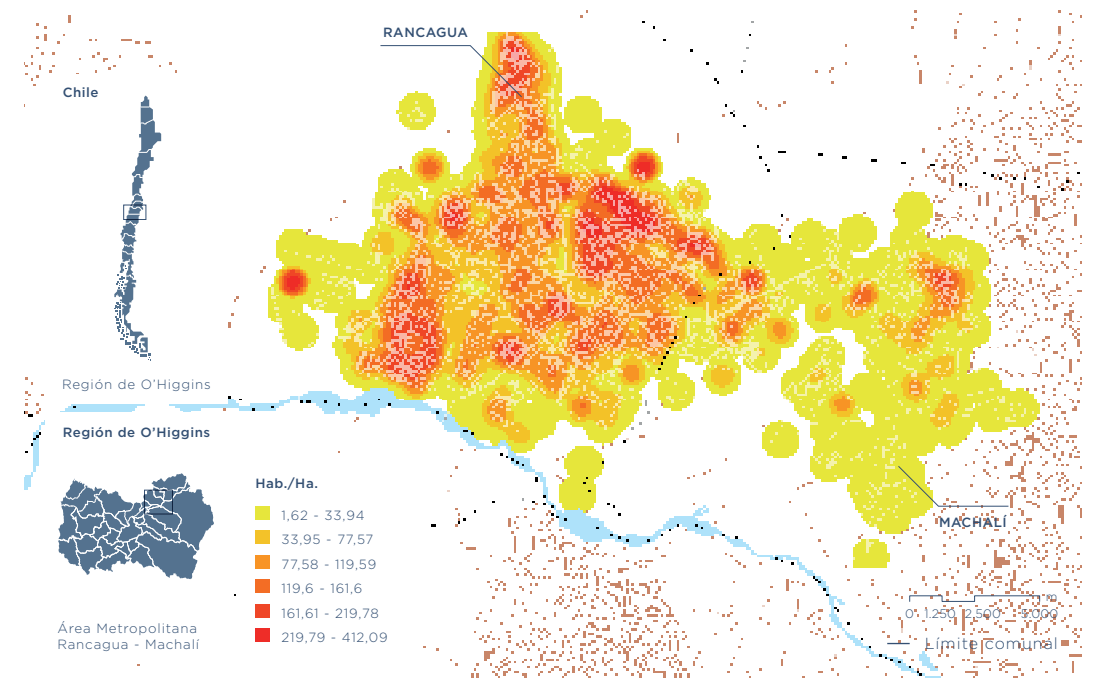 RANCAGUA
Chile
Región de O'Higgins
Región de O'Higgins
Hab./Ha.
1,62 - 33,94
33,95 - 77,57
77,58 - 119,59
119,6 - 161,6
161,61 - 219,78
219,79 - 412,09
Área Metropolitana
Rancagua - Machalí
MACHALÍ
m
0 1.250 2.500 5.000
Límite comunal